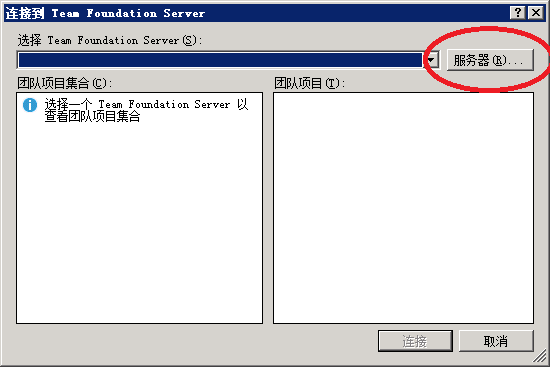 连接到 Team Foundation Server
选择 Team Foundation Server(S):
服务器(R)...
团队项目集合(C):
团队项目(T):
选择一个 Team Foundation Server 以
查看团队项目集合
连接
取消